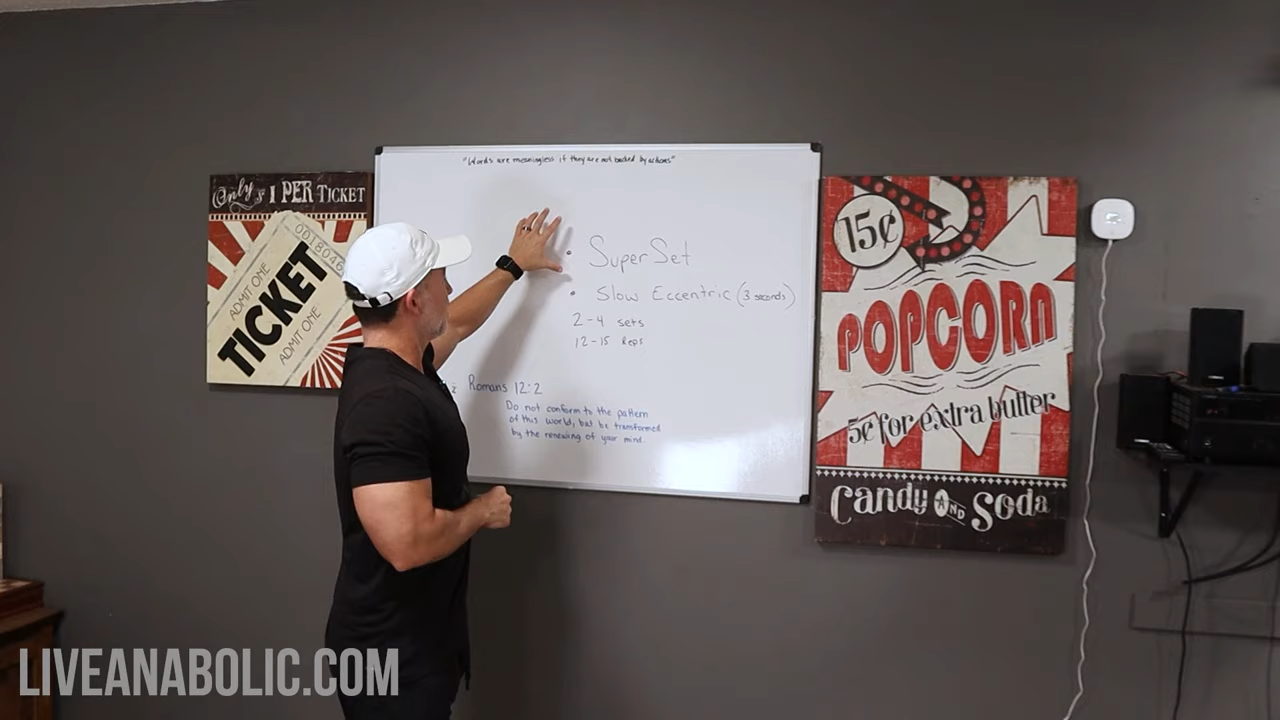 "Words are meaningless if they are not backed by actions"
• SuperSet
• Slow Eccentric (3 seconds)
2-4 sets
12-15 Reps
Romans 12:2
Do not conform to the pattern
of this world, but be transformed
by the renewing of your mind.
Only 1 PER TICKET
0018046
ADMIT ONE
TICKET
ADMIT ONE
15¢
POPCORN
5¢ for extra butter
Candy AND Soda
LIVEANABOLIC.COM